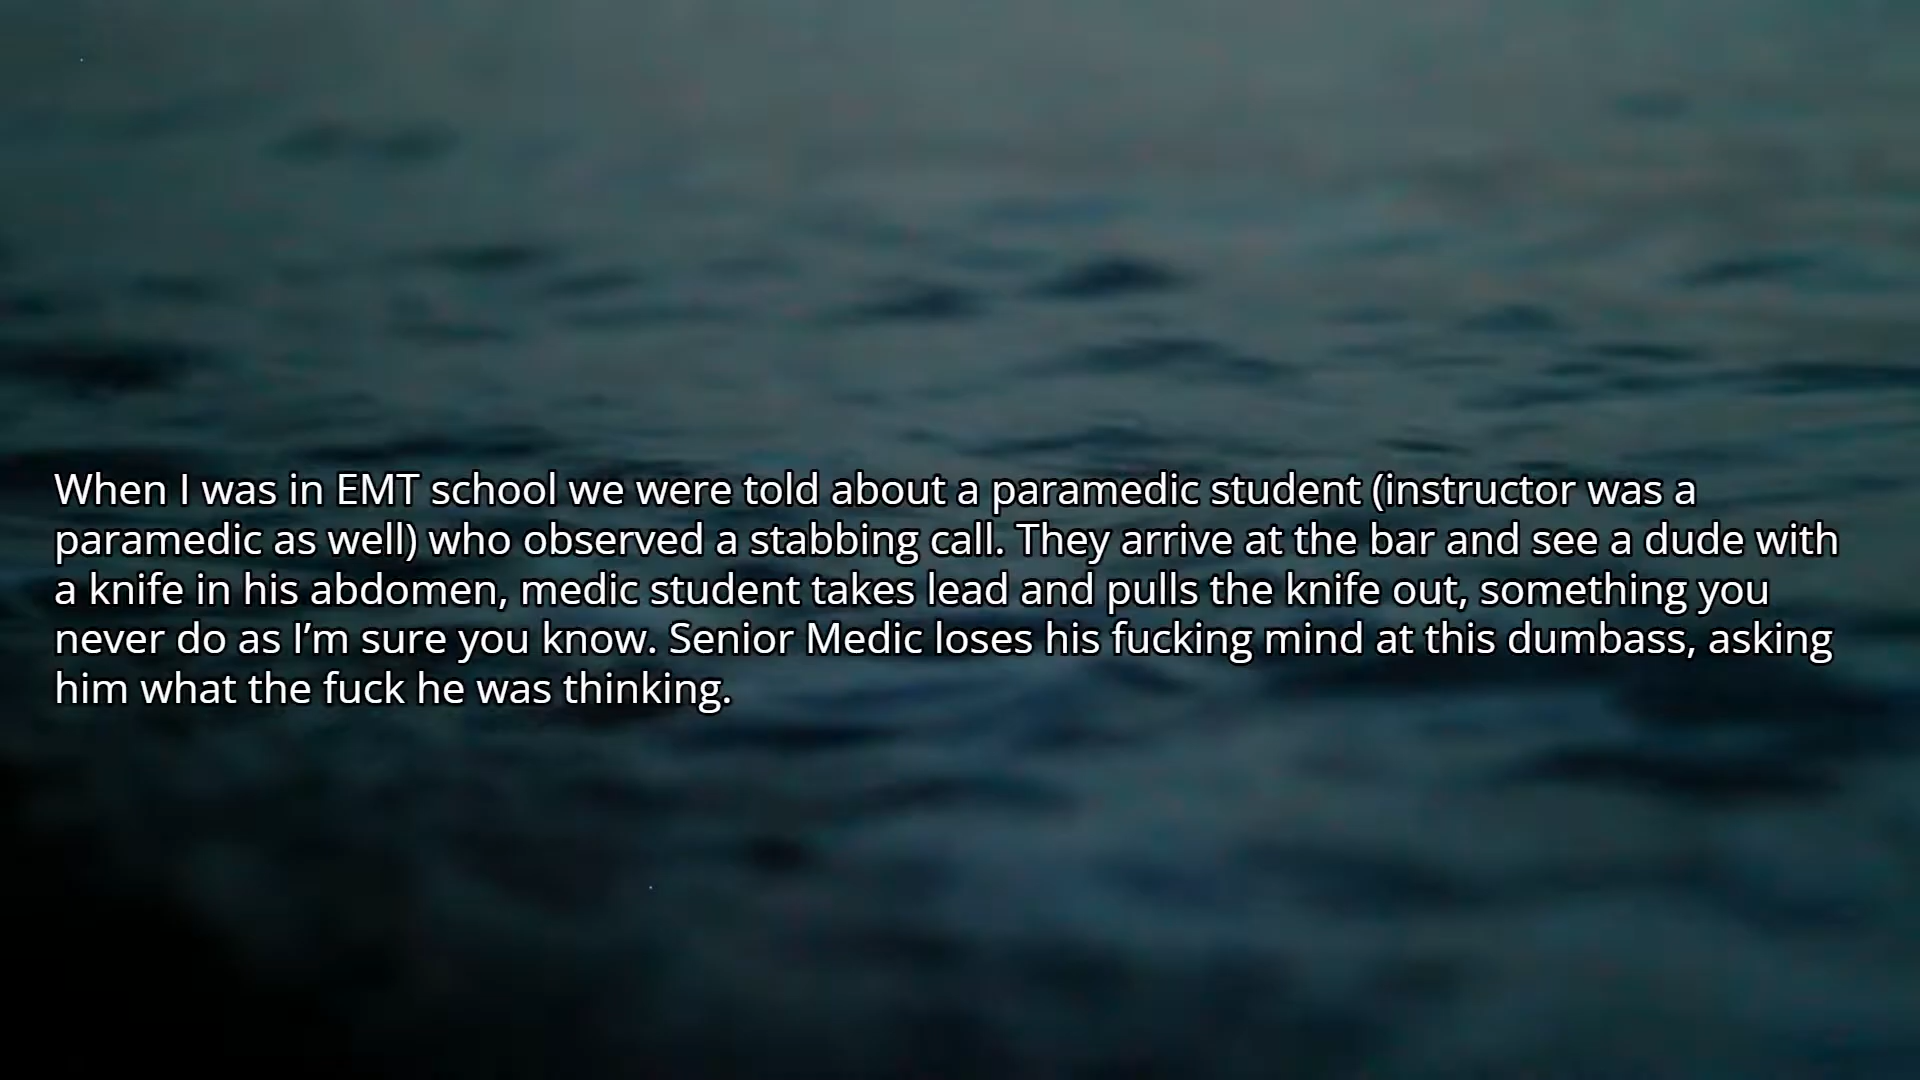 When I was in EMT school we were told about a paramedic student (instructor was a
paramedic as well) who observed a stabbing call. They arrive at the bar and see a dude with
a knife in his abdomen, medic student takes lead and pulls the knife out, something you
never do as I’m sure you know. Senior Medic loses his fucking mind at this dumbass, asking
him what the fuck he was thinking.